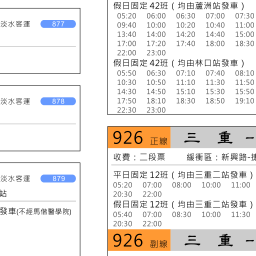 淡水客運 877
淡水客運 878
淡水客運 879
站
發車(不經馬偕醫學院)
假日固定42班(均由蘆洲站發車)
05:20 06:00 06:30 07:00 07:30
09:40 10:00 10:20 10:40 11:00
13:40 14:00 14:20 14:40 15:00
17:00 17:20 17:40 18:00 18:30
22:00 23:00
假日固定42班(均由林口站發車)
05:50 06:30 07:10 07:40 08:10
10:30 10:50 11:10 11:30 11:50
14:30 14:50 15:10 15:30 15:50
17:50 18:10 18:30 18:50 19:10
22:30 23:30
926 正線 三 重 -
收費：二段票 緩衝區：新興路-捷
平日固定12班(均由三重二站發車)
05:20 07:00 08:00 10:00 11:00
20:30 22:00
假日固定12班(均由三重二站發車)
05:40 07:00 08:30 10:00 11:30
20:30 22:00
926 副線 三 重 -